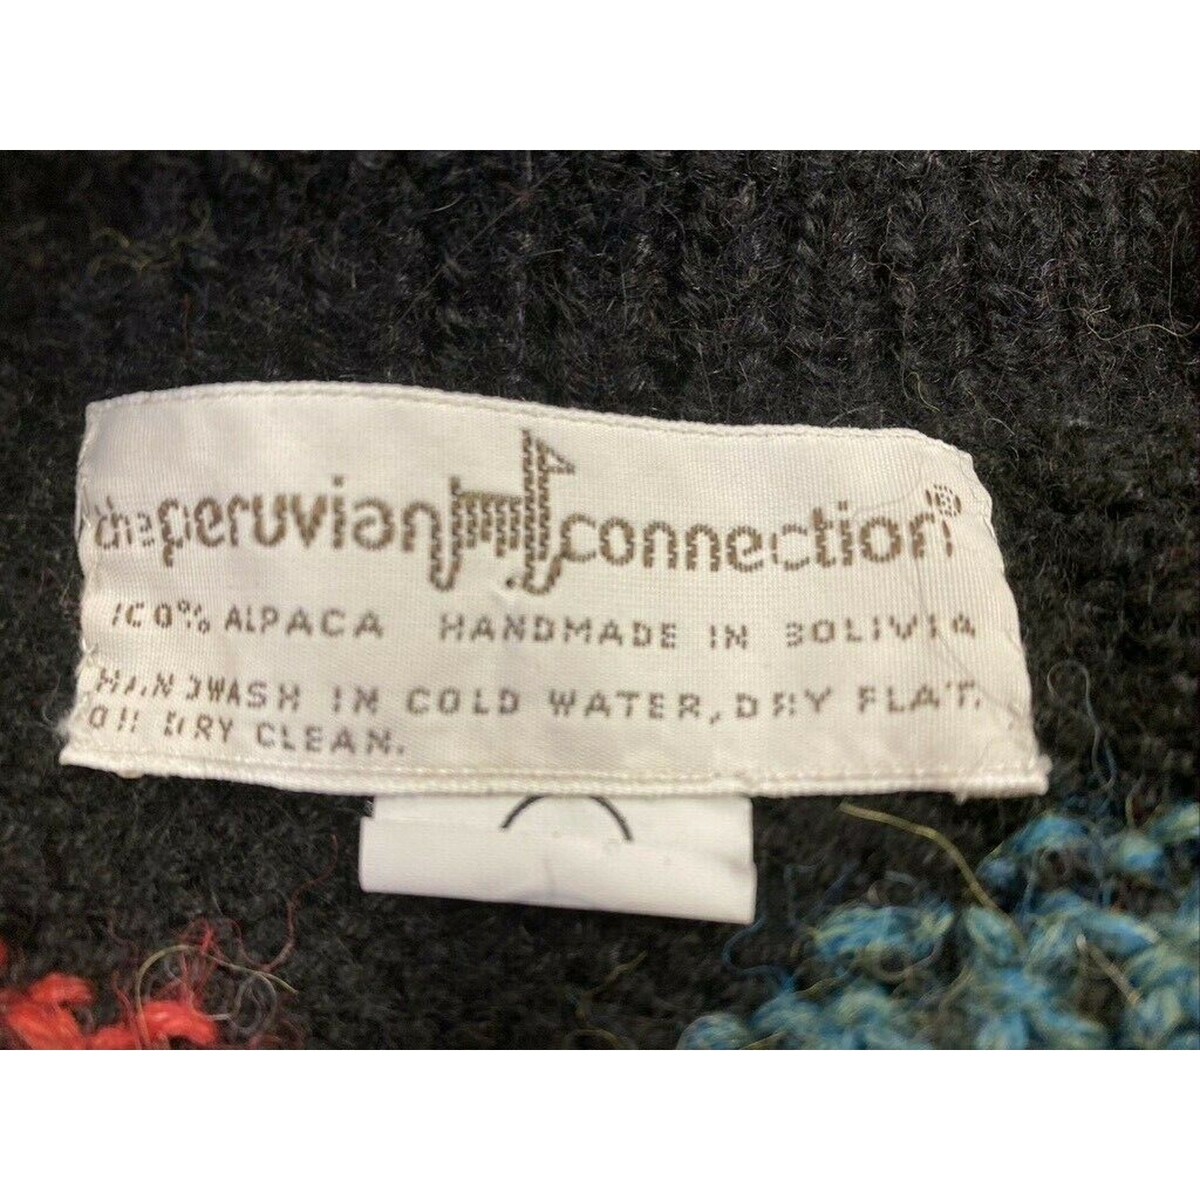 the peruvian connection®
100% ALPACA HANDMADE IN BOLIVIA
HANDWASH IN COLD WATER, DRY FLAT.
OR DRY CLEAN.